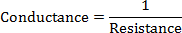 Conductance = 1 / Resistance